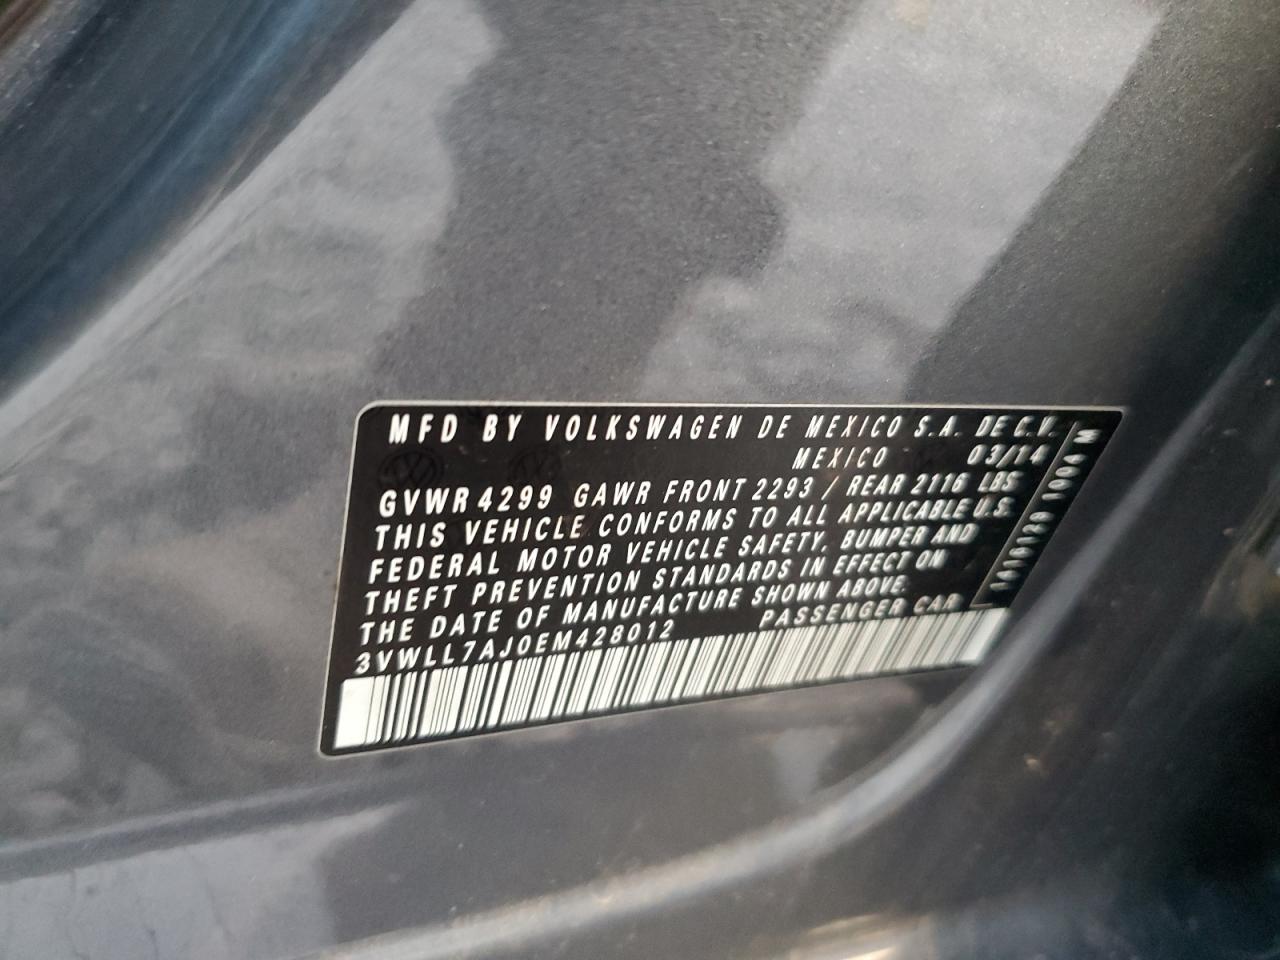 MFD BY VOLKSWAGEN DE MEXICO S.A. DE C.V.
MEXICO 03/14
GVWR 4299 GAWR FRONT 2293 / REAR 2116 LBS
THIS VEHICLE CONFORMS TO ALL APPLICABLE U.S.
FEDERAL MOTOR VEHICLE SAFETY, BUMPER AND
THEFT PREVENTION STANDARDS IN EFFECT ON
THE DATE OF MANUFACTURE SHOWN ABOVE.
3VWLL7AJ0EM428012 PASSENGER CAR